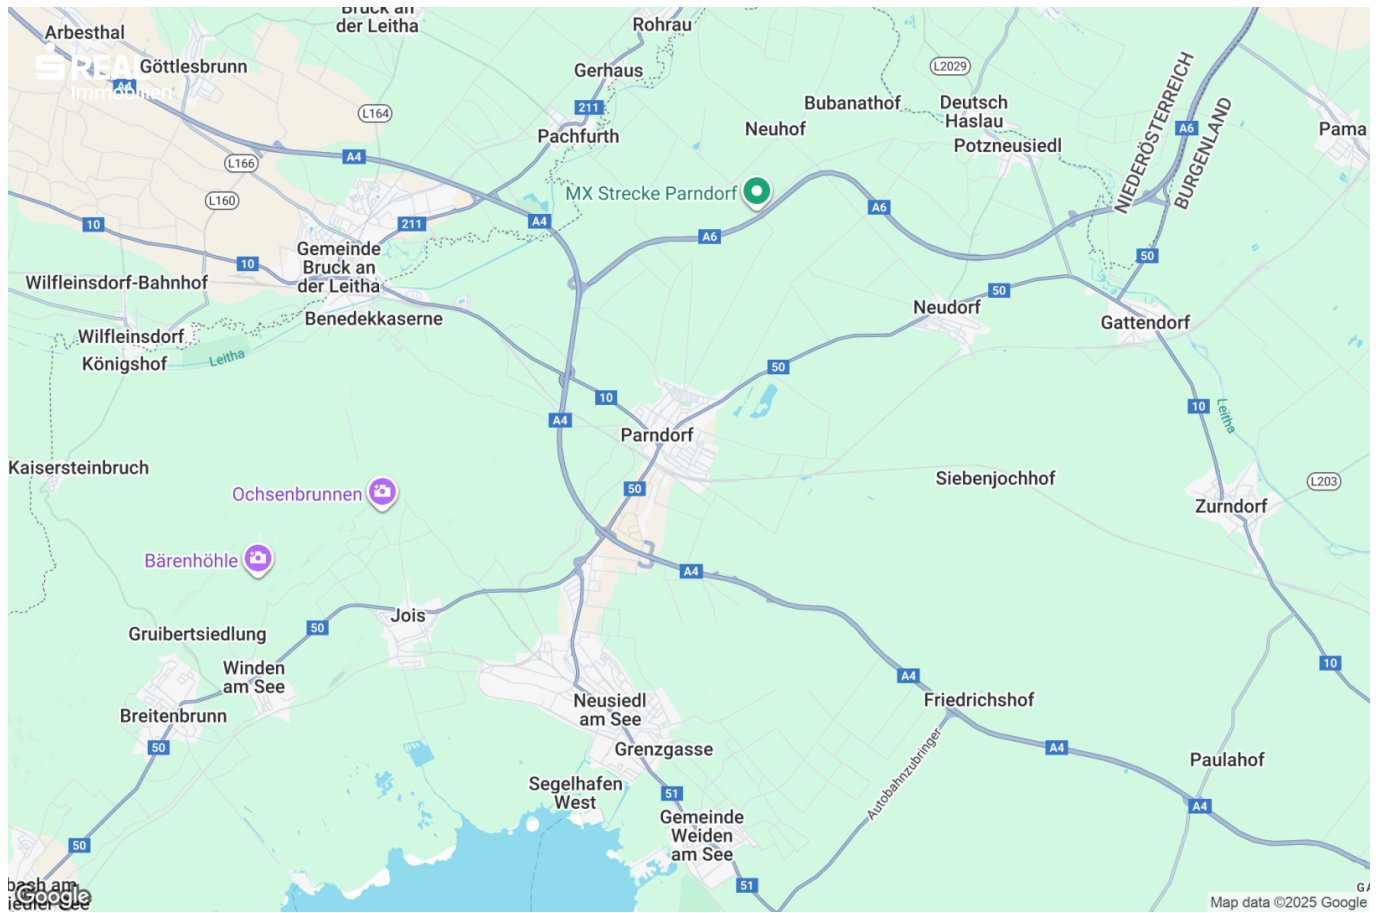 Bruck an
der Leitha
Rohrau
Arbesthal
Göttlesbrunn
S REAL
Immobilien
A4
L164
Gerhaus
211
Pachfurth
L2029
Bubanathof
Neuhof
Deutsch
Haslau
Potzneusiedl
NIEDERÖSTERREICH
BURGENLAND
A6
Pama
L166
A4
L160
MX Strecke Parndorf
A6
10
211
A4
A6
Gemeinde
Bruck an
der Leitha
10
50
Wilfleinsdorf-Bahnhof
50
Neudorf
Benedekkaserne
Gattendorf
Wilfleinsdorf
Königshof
Leitha
50
10
A4
10
Leitha
Parndorf
Kaisersteinbruch
Siebenjochhof
L203
Ochsenbrunnen
50
Zurndorf
Bärenhöhle
A4
Jois
50
Gruibertsiedlung
Winden
am See
10
A4
Neusiedl
am See
Friedrichshof
Breitenbrunn
50
Grenzgasse
A4
Autobahnzubringer
Paulahof
Segelhafen
West
51
A4
Gemeinde
Weiden
am See
50
51
bach am
Google
Map data ©2025 Google